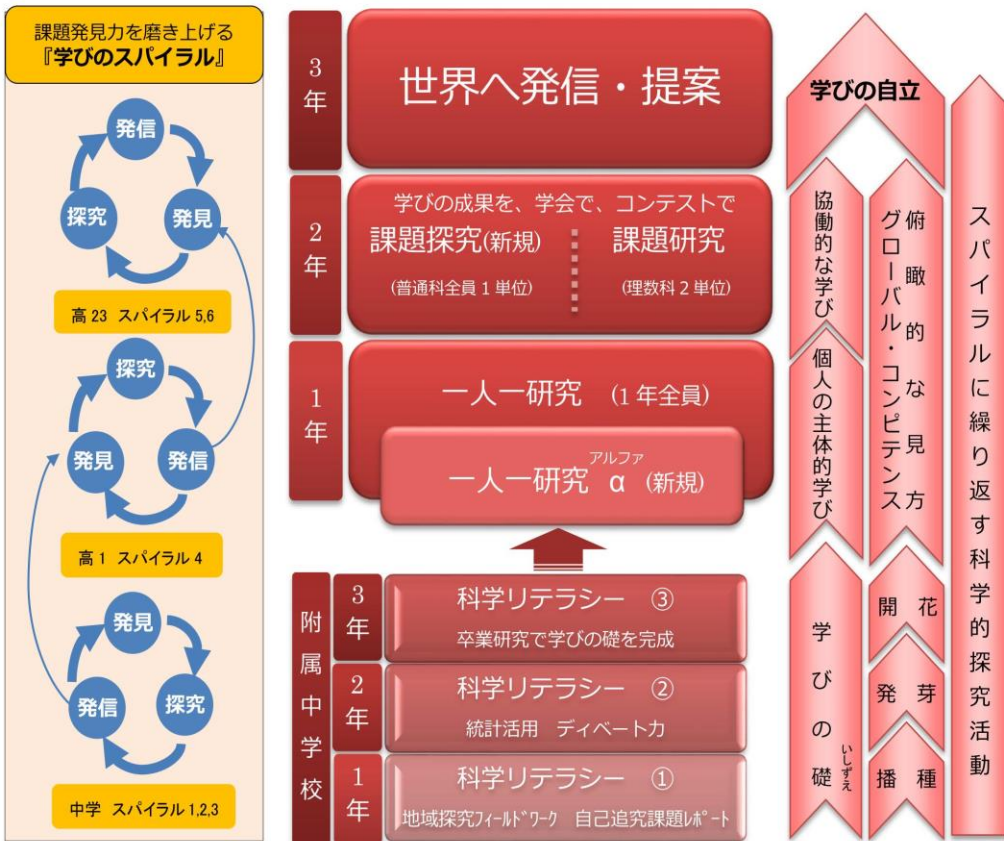 課題発見力を磨き上げる
『学びのスパイラル』
発信
探究
発見
高 23 スパイラル 5,6
探究
発見
発信
高 1 スパイラル 4
発見
発信
探究
中学 スパイラル 1,2,3
3年
世界へ発信・提案
2年
学びの成果を、学会で、コンテストで
課題探究(新規)
課題研究
(普通科全員 1 単位)
(理数科 2 単位)
1年
一人一研究 (1 年全員)
アルファ
一人一研究 α (新規)
附属中学校
3年
科学リテラシー ③
卒業研究で学びの礎を完成
2年
科学リテラシー ②
統計活用 ディベート力
1年
科学リテラシー ①
地域探究フィールドワーク 自己追究課題レポート
学びの自立
協働的な学び
個人の主体的学び
学びの礎
いしずえ
俯瞰的な見方
グローバル・コンピテンス
開花
発芽
播種
スパイラルに繰り返す科学的探究活動